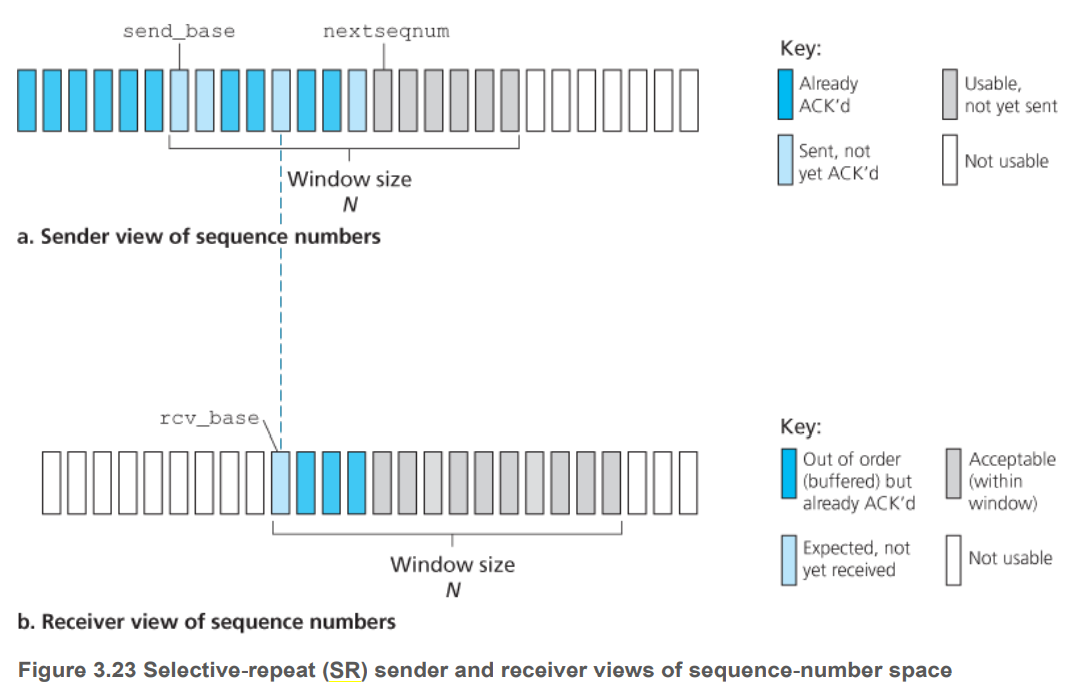 send_base nextseqnum
Key:
Already
ACK'd
Usable,
not yet sent
Sent, not
yet ACK'd
Not usable
Window size
N
a. Sender view of sequence numbers
rcv_base
Key:
Out of order
(buffered) but
already ACK'd
Acceptable
(within
window)
Expected, not
yet received
Not usable
Window size
N
b. Receiver view of sequence numbers
Figure 3.23 Selective-repeat (SR) sender and receiver views of sequence-number space